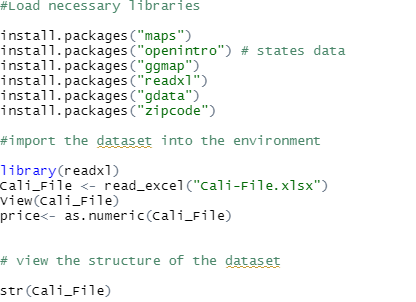 #Load necessary libraries
install.packages("maps")
install.packages("openintro") # states data
install.packages("ggmap")
install.packages("readxl")
install.packages("gdata")
install.packages("zipcode")
#import the dataset into the environment
library(readxl)
Cali_File <- read_excel("Cali-File.xlsx")
View(Cali_File)
price<- as.numeric(Cali_File)
# view the structure of the dataset
str(Cali_File)